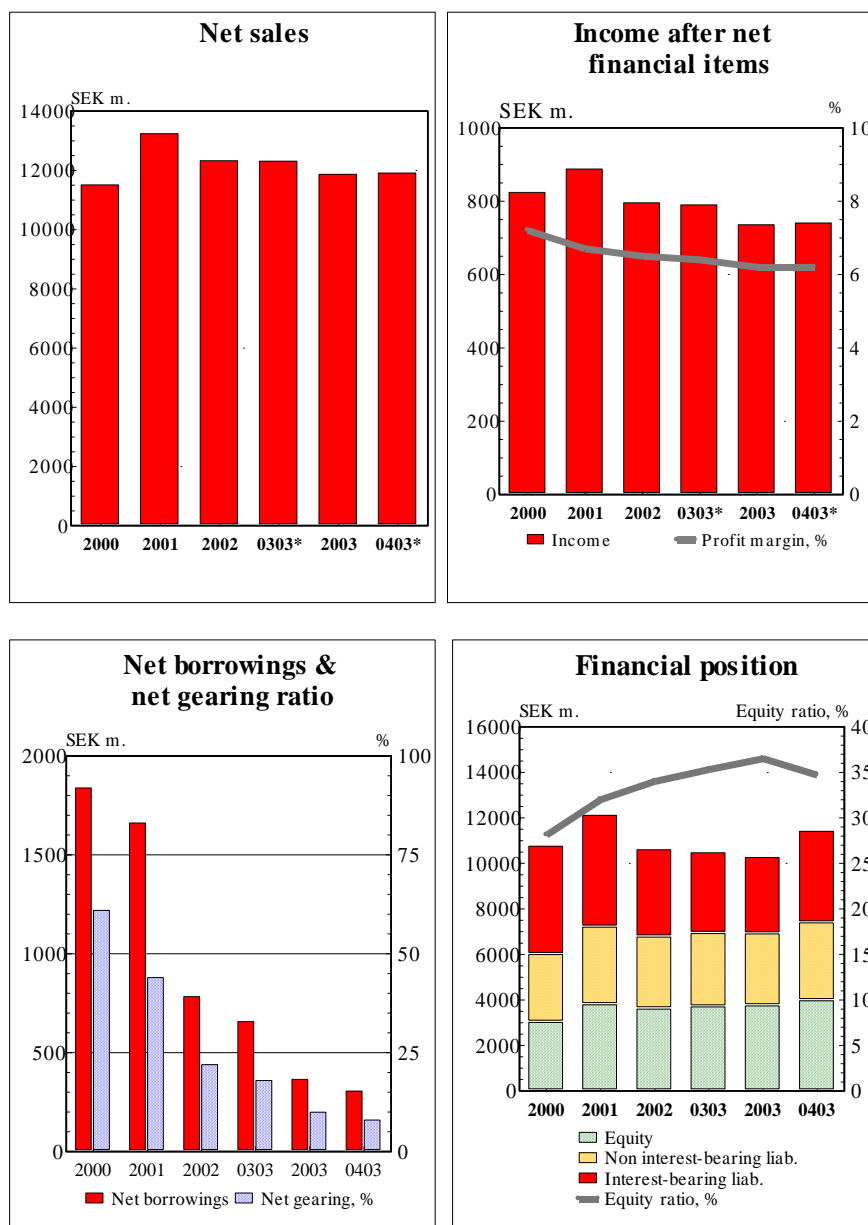 Net sales
SEK m.
14000
12000
10000
8000
6000
4000
2000
0
2000 2001 2002 0303* 2003 0403*
Income after net
financial items
SEK m. %
1000 10
800 8
600 6
400 4
200 2
0 0
2000 2001 2002 0303* 2003 0403*
Income Profit margin, %
Net borrowings &
net gearing ratio
SEK m. %
2000 100
1500 75
1000 50
500 25
0 0
2000 2001 2002 0303 2003 0403
Net borrowings Net gearing, %
Financial position
SEK m. Equity ratio, %
16000 40
14000 35
12000 30
10000 25
8000 20
6000 15
4000 10
2000 5
0 0
2000 2001 2002 0303 2003 0403
Equity
Non interest-bearing liab.
Interest-bearing liab.
Equity ratio, %